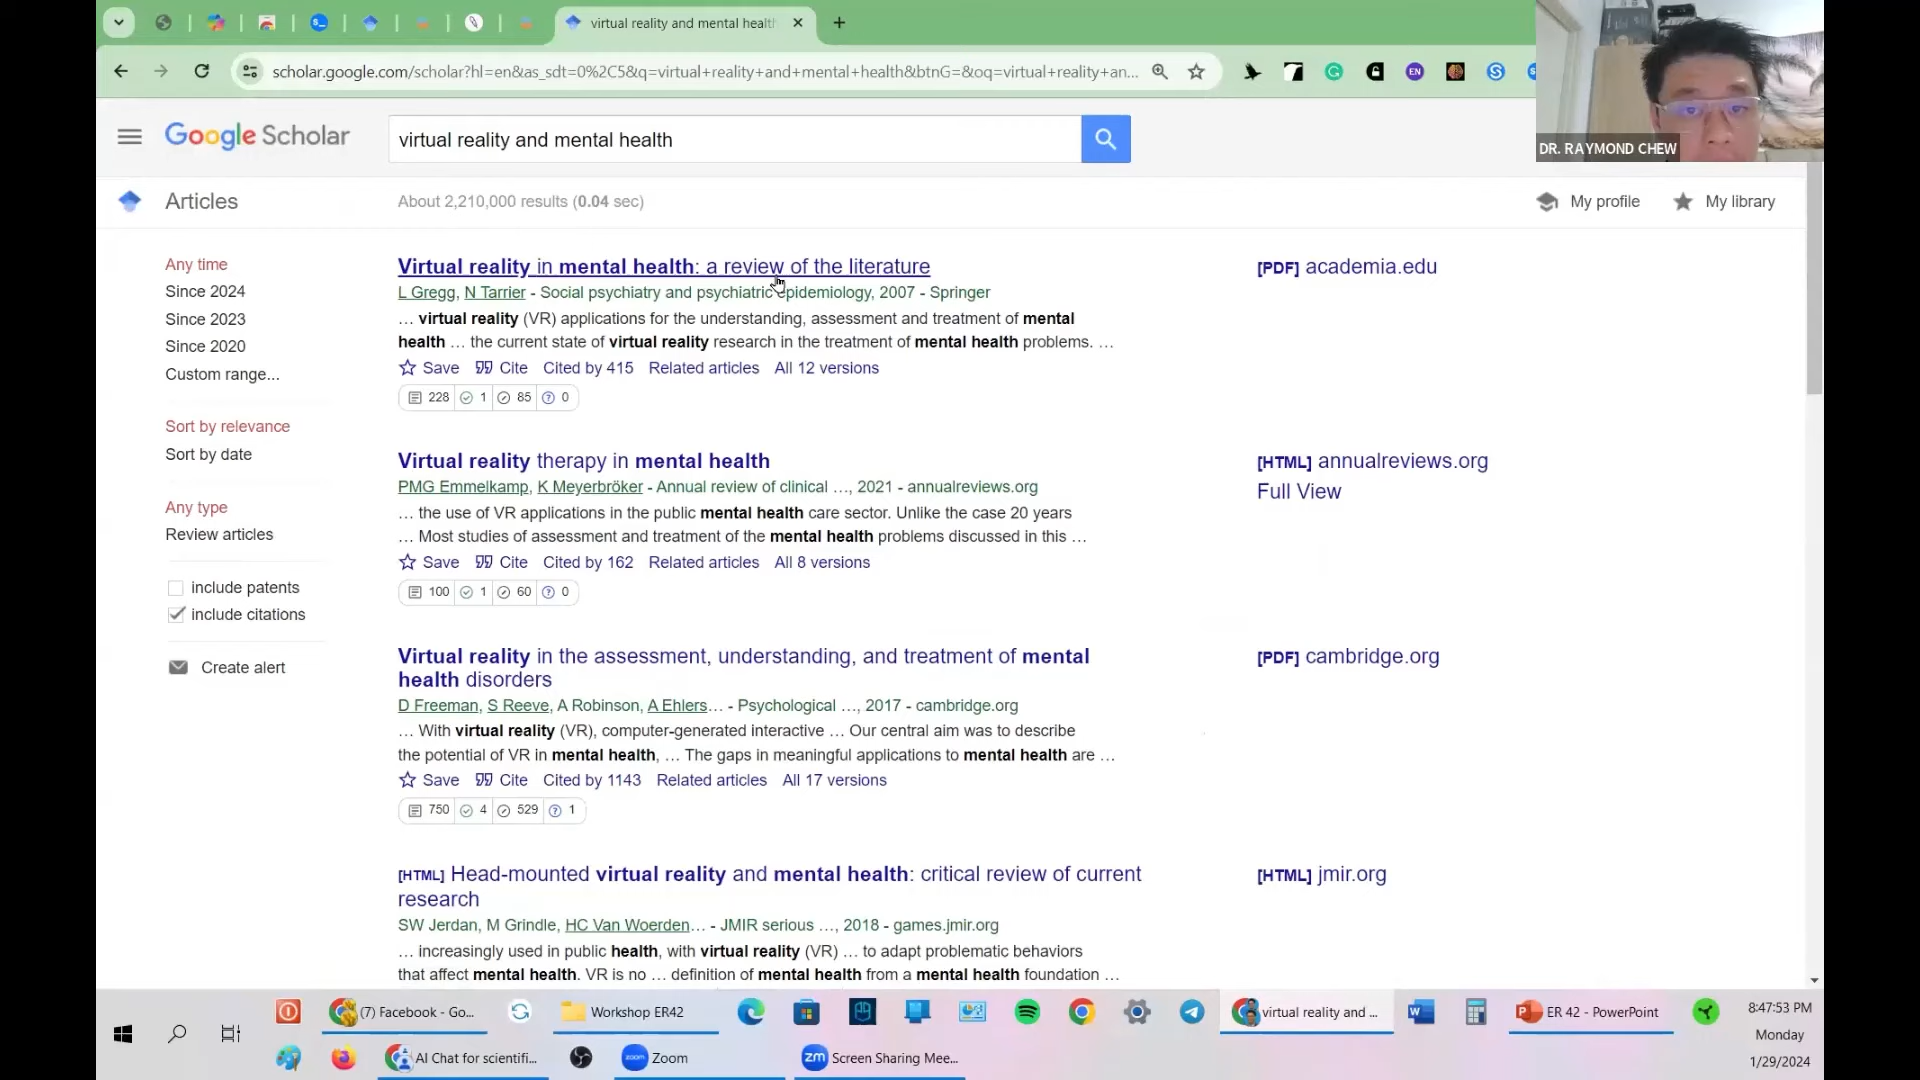 virtual reality and mental healt
scholar.google.com/scholar?hl=en&as_sdt=0%2C5&q=virtual+reality+and+mental+health&btnG=&oq=virtual+reality+an...
EN
DR. RAYMOND CHEW
Google Scholar
virtual reality and mental health
Articles
About 2,210,000 results (0.04 sec)
My profile
My library
Any time
Since 2024
Since 2023
Since 2020
Custom range...
Sort by relevance
Sort by date
Any type
Review articles
include patents
include citations
Create alert
Virtual reality in mental health: a review of the literature
L Gregg, N Tarrier - Social psychiatry and psychiatric epidemiology, 2007 - Springer
… virtual reality (VR) applications for the understanding, assessment and treatment of mental
health … the current state of virtual reality research in the treatment of mental health problems. …
Save Cite Cited by 415 Related articles All 12 versions
228 1 85 0
[PDF] academia.edu
Virtual reality therapy in mental health
PMG Emmelkamp, K Meyerbröker - Annual review of clinical …, 2021 - annualreviews.org
… the use of VR applications in the public mental health care sector. Unlike the case 20 years
… Most studies of assessment and treatment of the mental health problems discussed in this …
Save Cite Cited by 162 Related articles All 8 versions
100 1 60 0
[HTML] annualreviews.org
Full View
Virtual reality in the assessment, understanding, and treatment of mental
health disorders
D Freeman, S Reeve, A Robinson, A Ehlers… - Psychological …, 2017 - cambridge.org
… With virtual reality (VR), computer-generated interactive … Our central aim was to describe
the potential of VR in mental health, … The gaps in meaningful applications to mental health are …
Save Cite Cited by 1143 Related articles All 17 versions
750 4 529 1
[PDF] cambridge.org
[HTML] Head-mounted virtual reality and mental health: critical review of current
research
SW Jerdan, M Grindle, HC Van Woerden… - JMIR serious …, 2018 - games.jmir.org
… increasingly used in public health, with virtual reality (VR) … to adapt problematic behaviors
that affect mental health. VR is no … definition of mental health from a mental health foundation …
[HTML] jmir.org
(7) Facebook - Go...
Workshop ER42
virtual reality and ...
ER 42 - PowerPoint
8:47:53 PM
Monday
1/29/2024
AI Chat for scientifi...
zoom
Zoom
zm
Screen Sharing Mee...